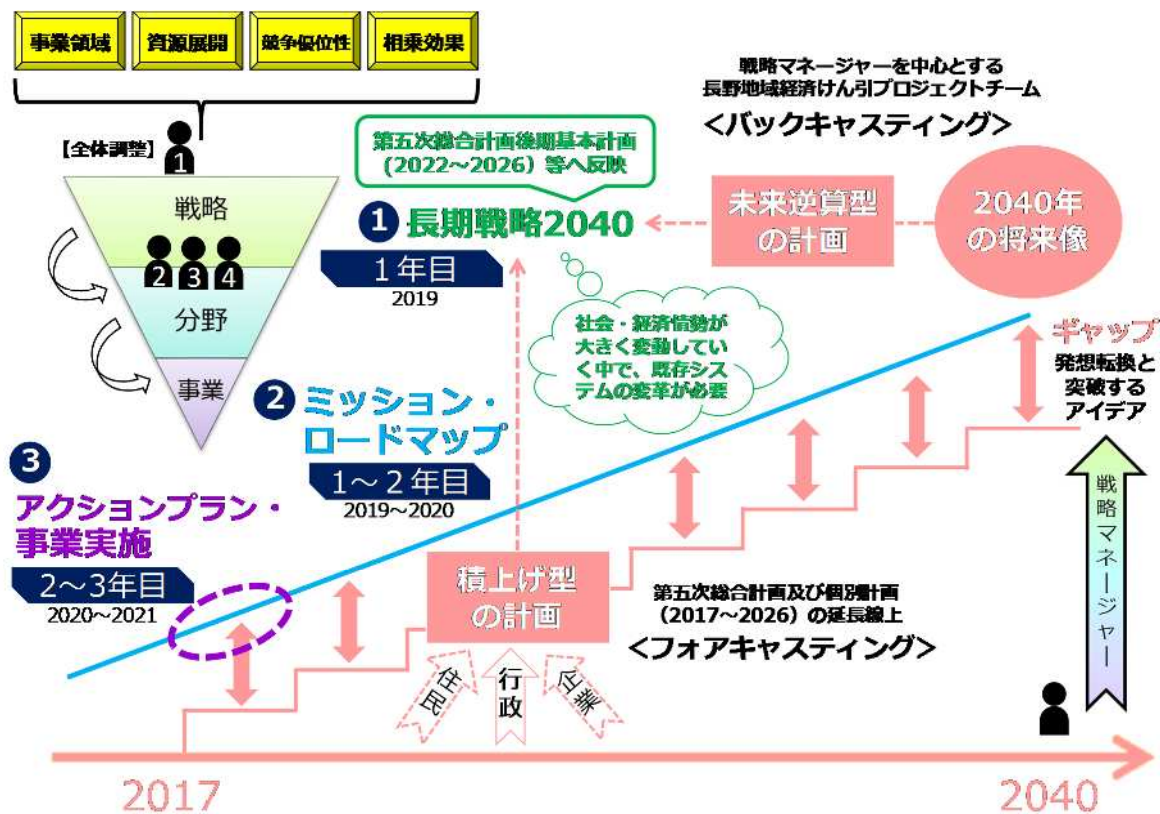 事業領域
資源展開
競争優位性
相乗効果
戦略マネージャーを中心とする
長野地域経済けん引プロジェクトチーム
＜バックキャスティング＞
【全体調整】
1
戦略
2 3 4
分野
事業
第五次総合計画後期基本計画
(2022～2026) 等へ反映
1 長期戦略2040
1年目
2019
未来逆算型
の計画
2040年
の将来像
社会・経済情勢が
大きく変動してい
く中で、既存シス
テムの変革が必要
ギャップ
発想転換と
突破する
アイデア
2 ミッション・
ロードマップ
1～2年目
2019～2020
3
アクションプラン・
事業実施
2～3年目
2020～2021
積上げ型
の計画
第五次総合計画及び個別計画
（2017～2026）の延長線上
＜フォアキャスティング＞
住民
行政
企業
戦略マネージャー
2017
2040